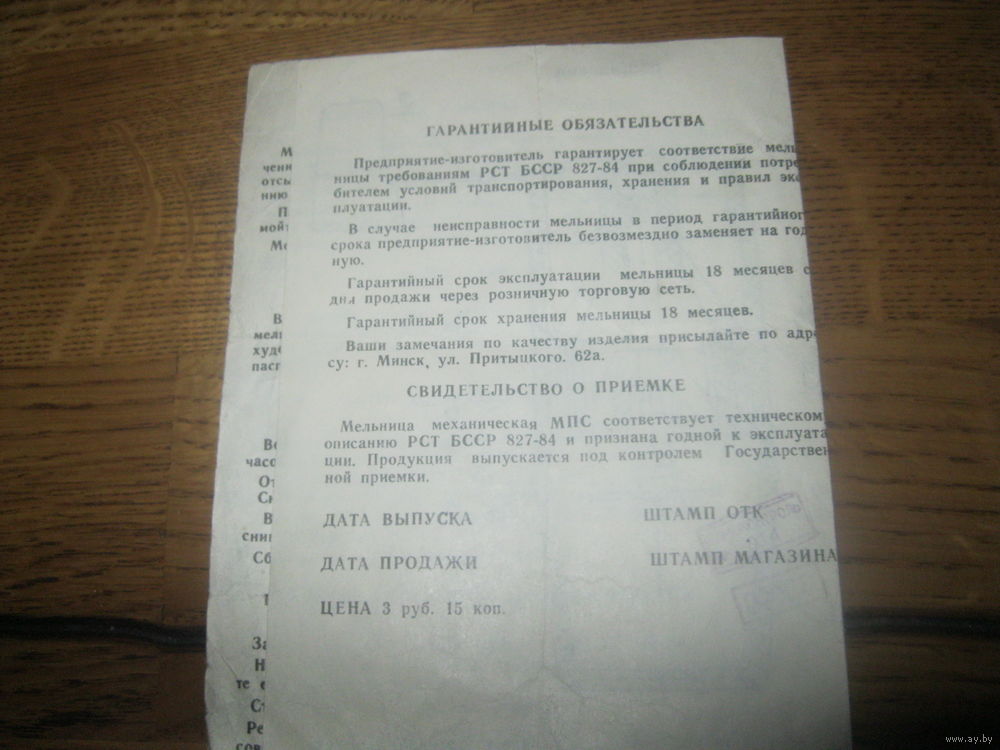 ГАРАНТИЙНЫЕ ОБЯЗАТЕЛЬСТВА
Предприятие-изготовитель гарантирует соответствие мель
ницы требованиям РСТ БССР 827-84 при соблюдении потре
бителем условий транспортирования, хранения и правил экс
плуатации.
В случае неисправности мельницы в период гарантийного
срока предприятие-изготовитель безвозмездно заменяет на год
ную.
Гарантийный срок эксплуатации мельницы 18 месяцев с
дня продажи через розничную торговую сеть.
Гарантийный срок хранения мельницы 18 месяцев.
Ваши замечания по качеству изделия присылайте по адре
су: г. Минск, ул. Притыцкого. 62а.
СВИДЕТЕЛЬСТВО О ПРИЕМКЕ
Мельница механическая МПС соответствует техническом
описанию РСТ БССР 827-84 и признана годной к эксплуата
ции. Продукция выпускается под контролем Государствен
ной приемки.
ДАТА ВЫПУСКА ШТАМП ОТК
ДАТА ПРОДАЖИ ШТАМП МАГАЗИНА
ЦЕНА 3 руб. 15 коп.
www.ay.by